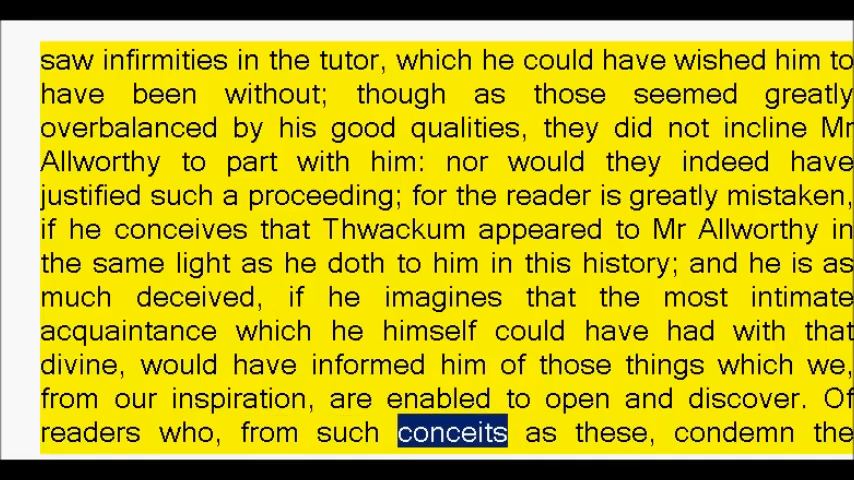 saw infirmities in the tutor, which he could have wished him to
have been without; though as those seemed greatly
overbalanced by his good qualities, they did not incline Mr
Allworthy to part with him: nor would they indeed have
justified such a proceeding; for the reader is greatly mistaken,
if he conceives that Thwackum appeared to Mr Allworthy in
the same light as he doth to him in this history; and he is as
much deceived, if he imagines that the most intimate
acquaintance which he himself could have had with that
divine, would have informed him of those things which we,
from our inspiration, are enabled to open and discover. Of
readers who, from such conceits as these, condemn the